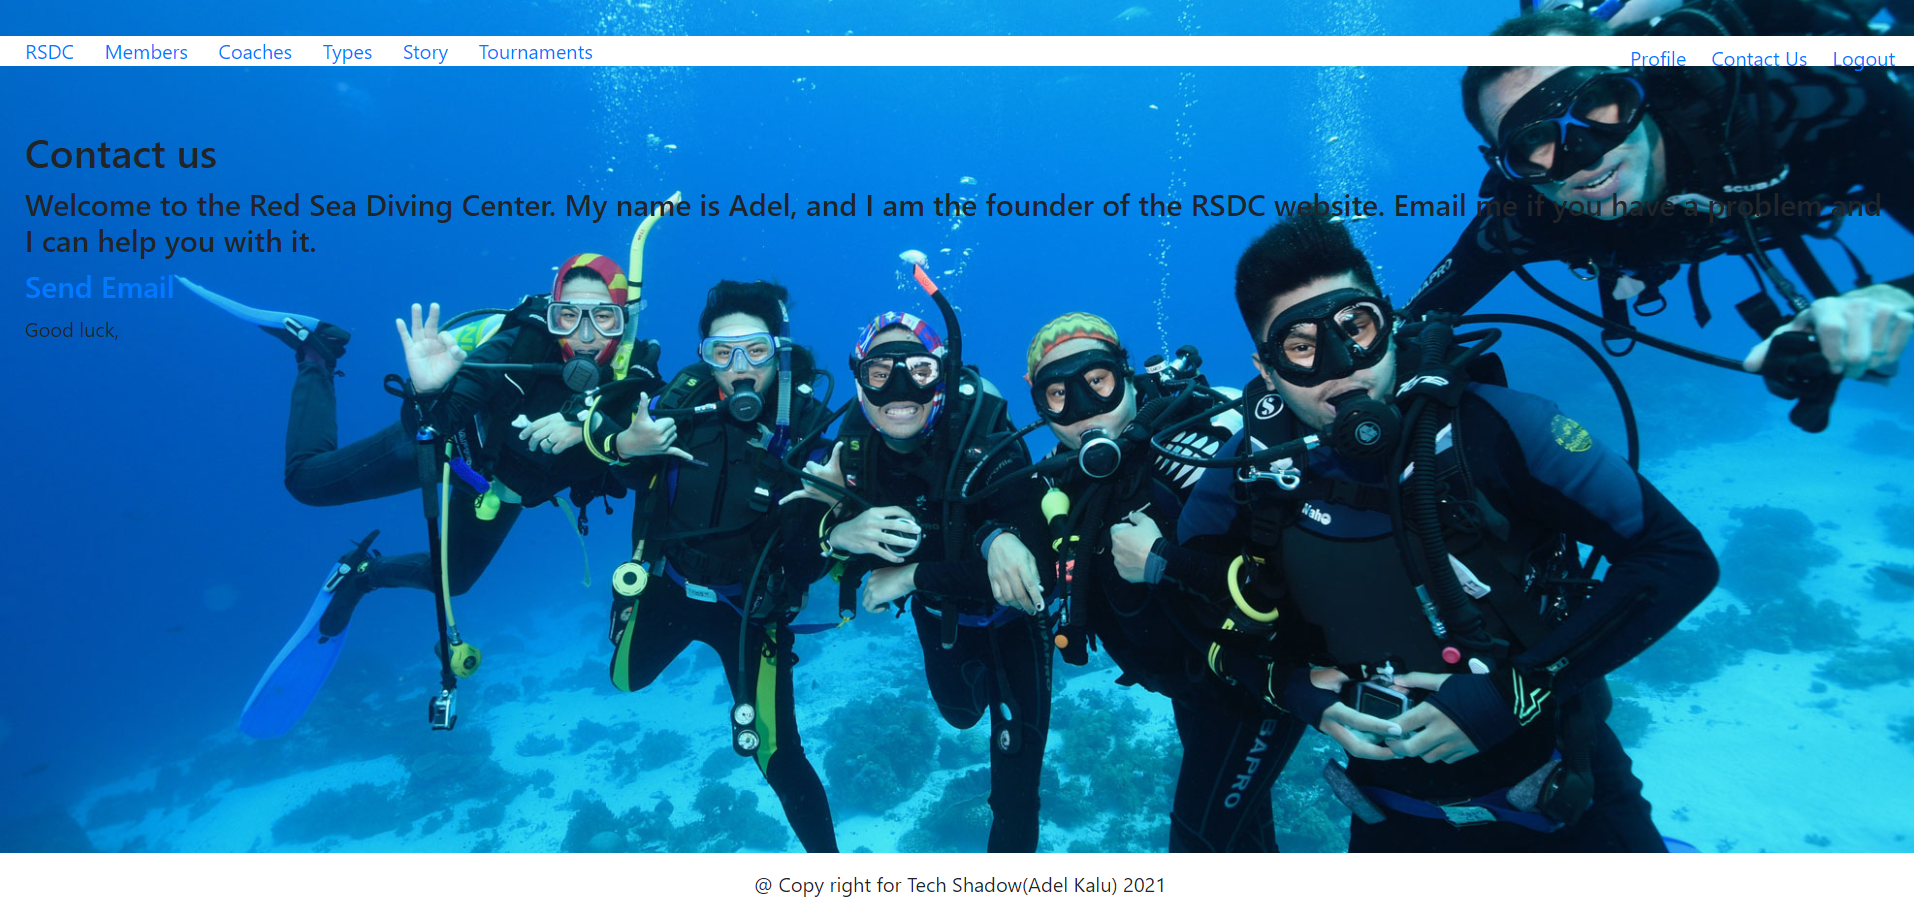 RSDC Members Coaches Types Story Tournaments Profile Contact Us Logout
Contact us
Welcome to the Red Sea Diving Center. My name is Adel, and I am the founder of the RSDC website. Email me if you have a problem and
I can help you with it.
Send Email
Good luck,
SCUBA
GAPRO
@ Copy right for Tech Shadow(Adel Kalu) 2021